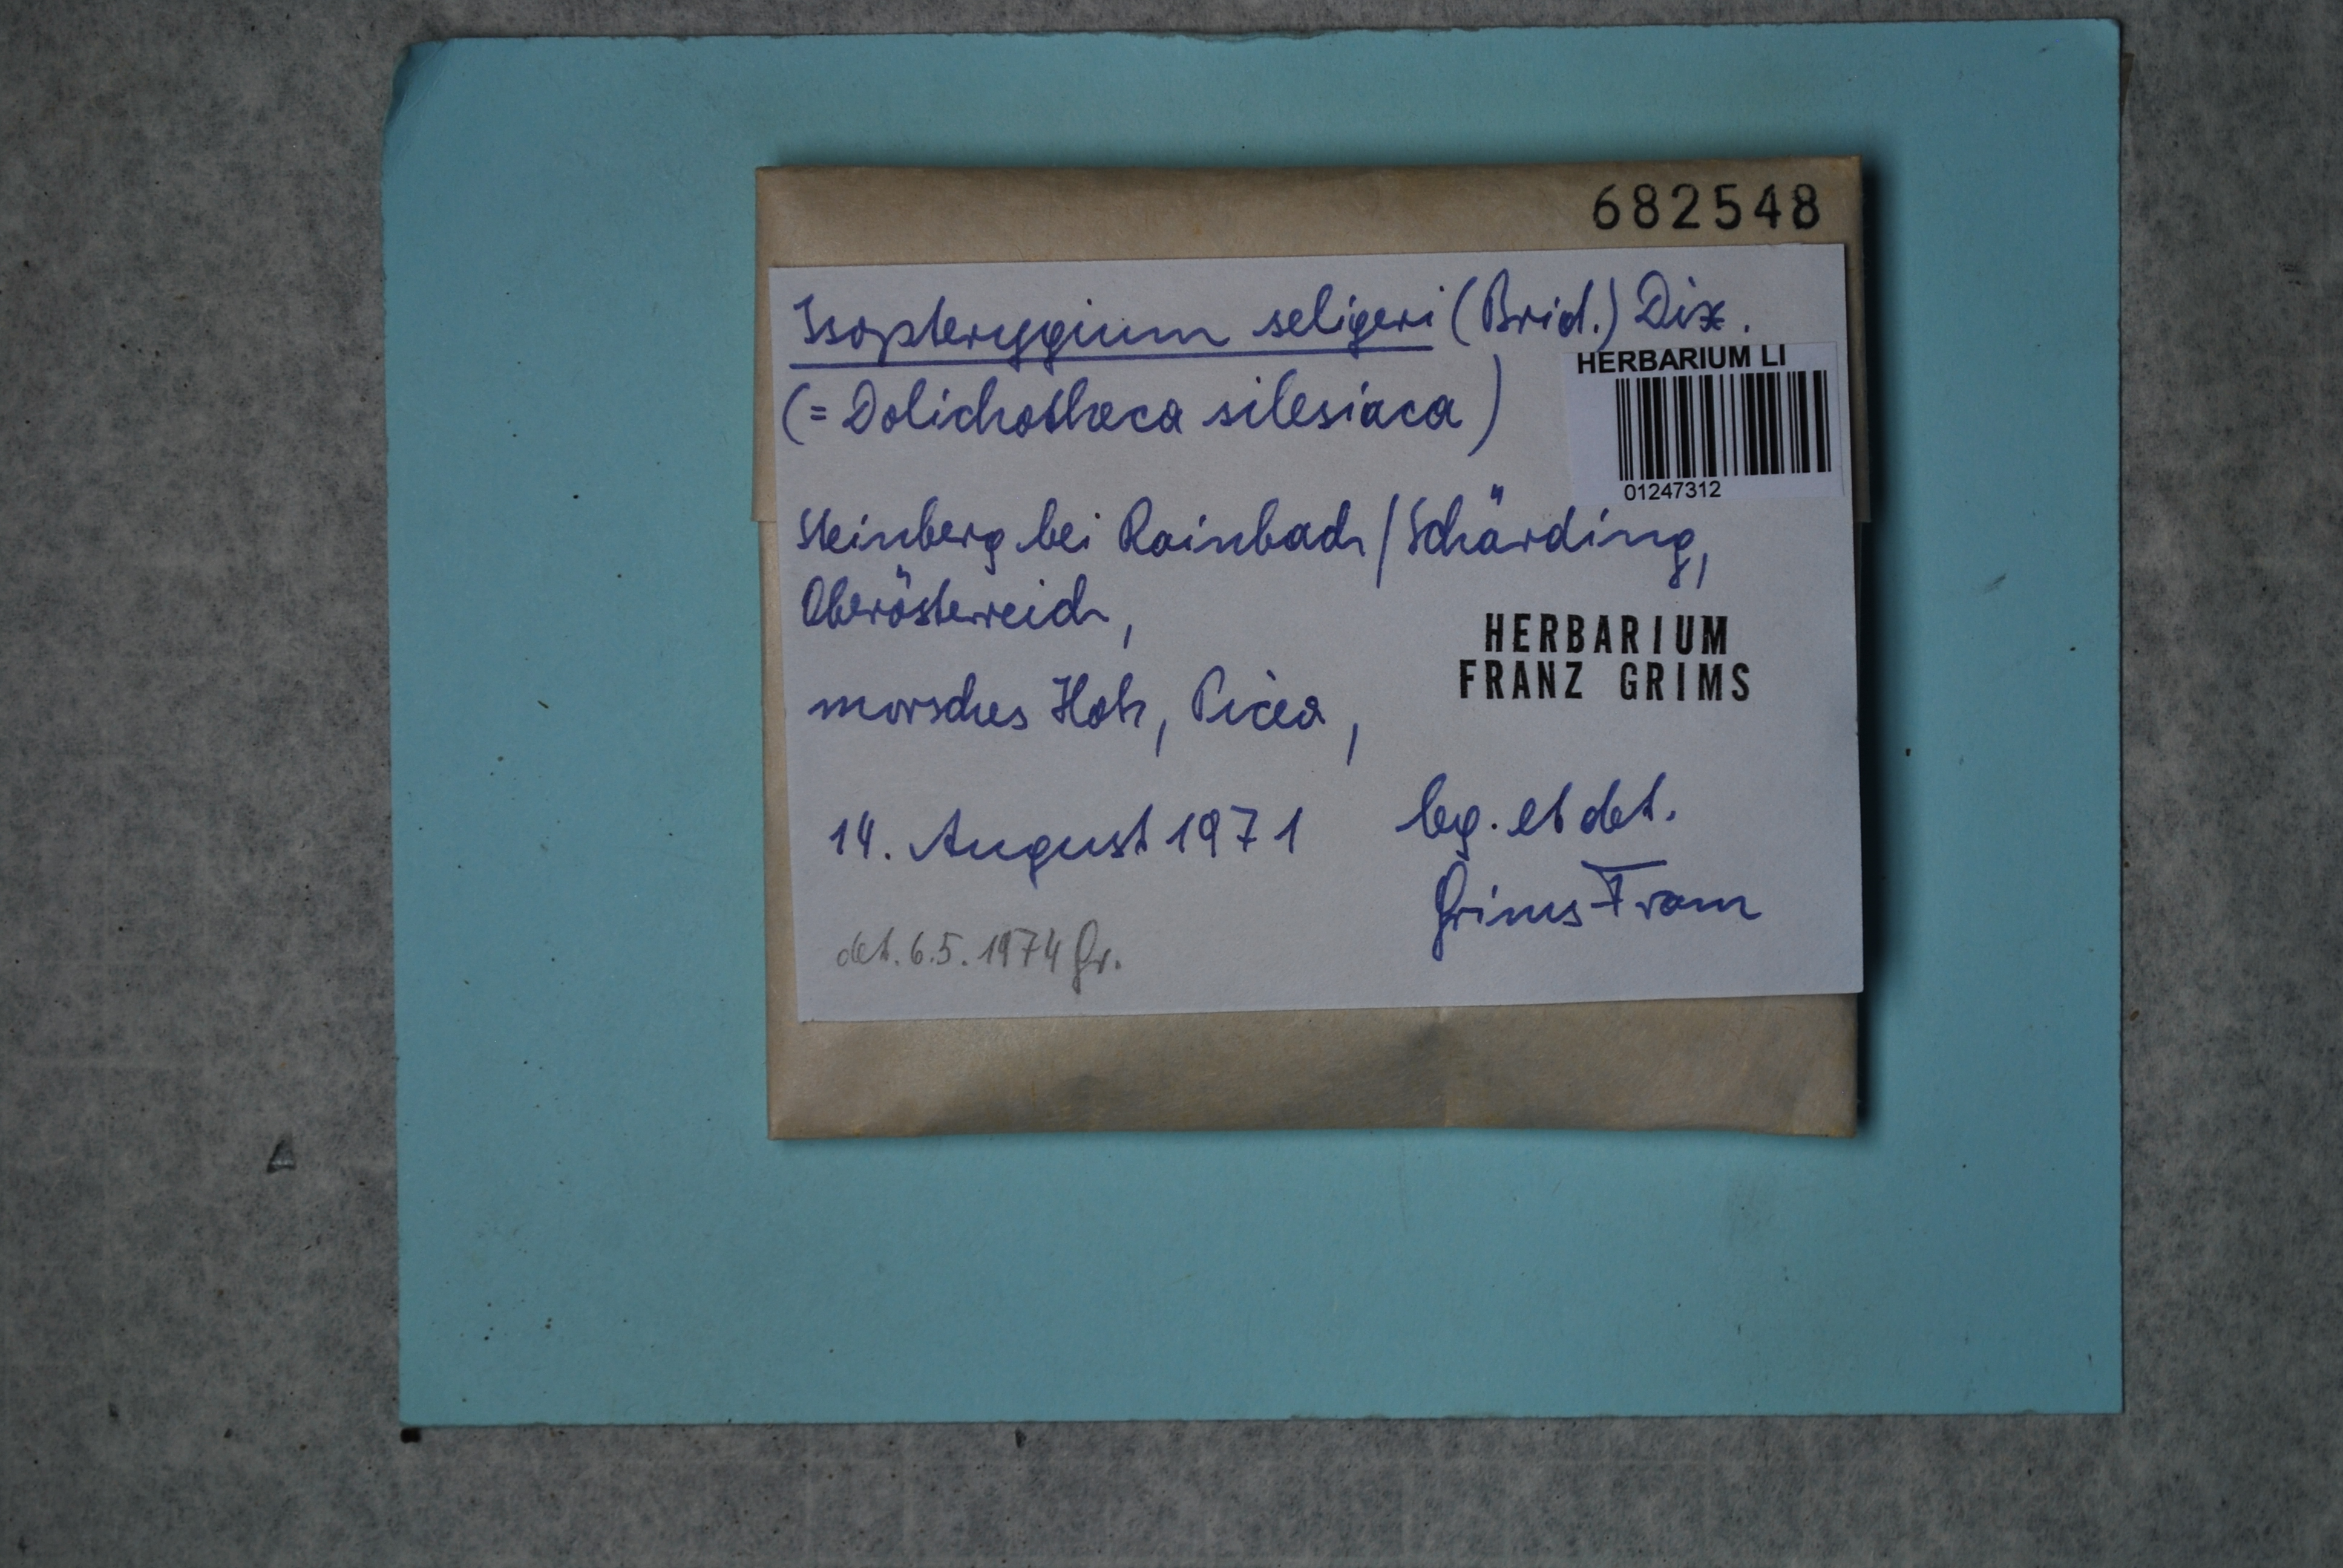 682548
Isopterygium seligeri (Brid.) Dix.
HERBARIUM LI
(= Dolichotheca silesiaca)
01247312
Steinberg bei Rainbach / Schärding,
Oberösterreich,
HERBARIUM
FRANZ GRIMS
morsches Holz, Picea,
14. August 1971
leg. et det.
Grims Franz
det. 6.5.1974 Gr.